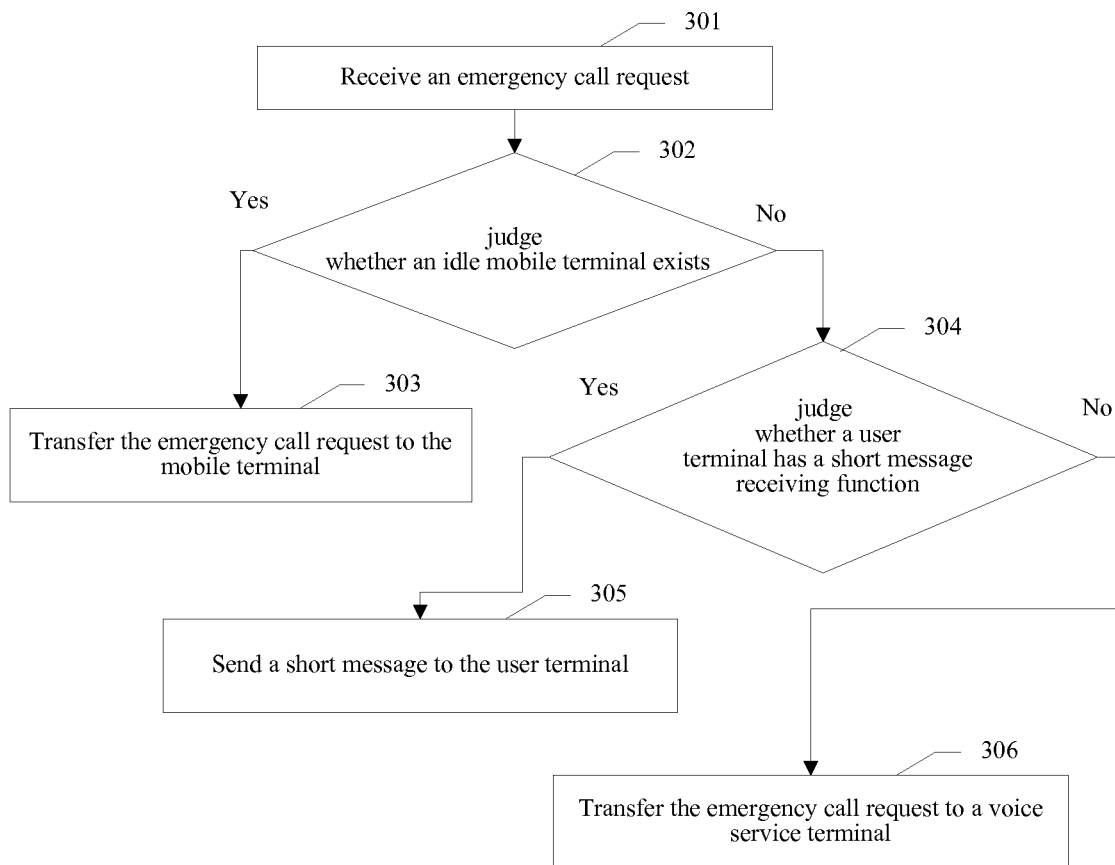 301
Receive an emergency call request
302
Yes
No
judge
whether an idle mobile terminal exists
304
303
Yes
No
Transfer the emergency call request to the
mobile terminal
judge
whether a user
terminal has a short message
receiving function
305
Send a short message to the user terminal
306
Transfer the emergency call request to a voice
service terminal